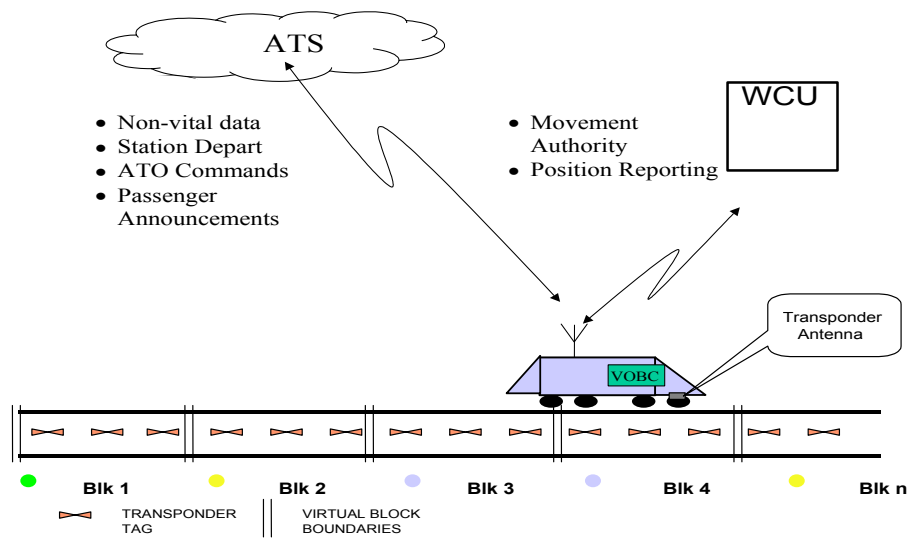 ATS
• Non-vital data
• Station Depart
• ATO Commands
• Passenger
Announcements
• Movement
Authority
• Position Reporting
WCU
Transponder
Antenna
VOBC
Blk 1
Blk 2
Blk 3
Blk 4
Blk n
TRANSPONDER
TAG
VIRTUAL BLOCK
BOUNDARIES